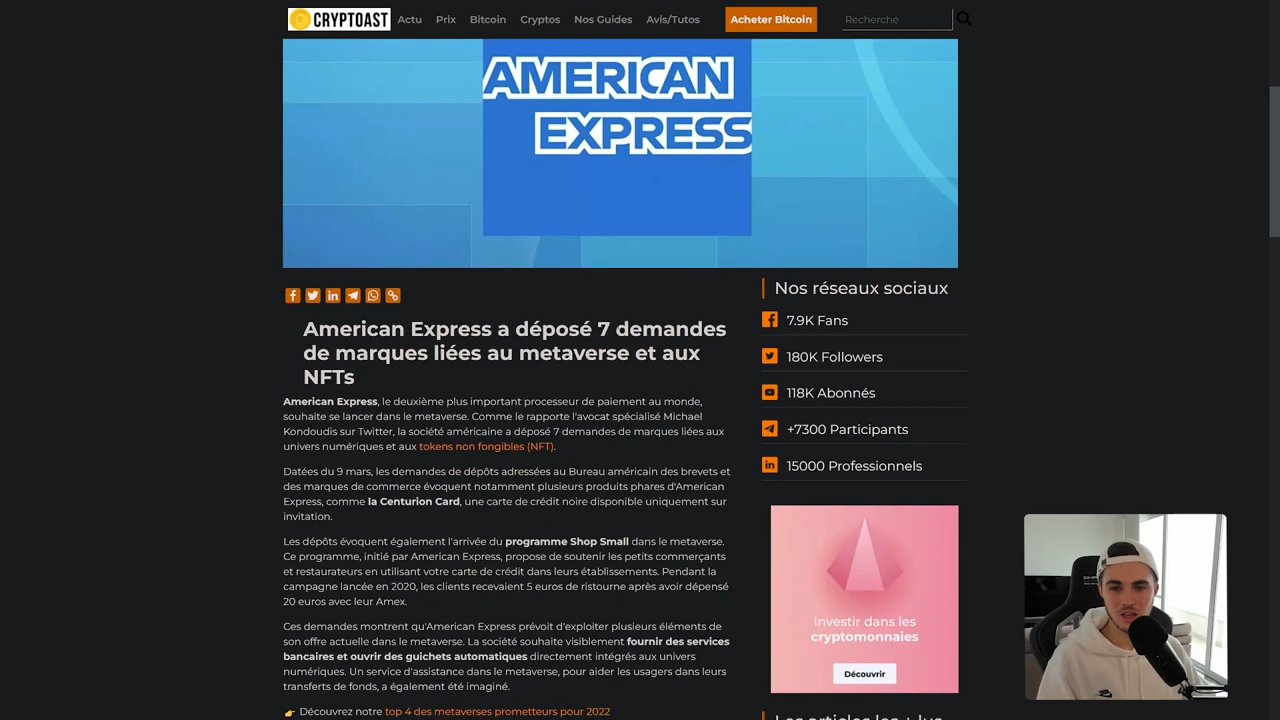 CRYPTOAST Actu Prix Bitcoin Cryptos Nos Guides Avis/Tutos Acheter Bitcoin Recherche
AMERICAN
EXPRESS
American Express a déposé 7 demandes
de marques liées au metaverse et aux
NFTs
American Express, le deuxième plus important processeur de paiement au monde,
souhaite se lancer dans le metaverse. Comme le rapporte l'avocat spécialisé Michael
Kondoudis sur Twitter, la société américaine a déposé 7 demandes de marques liées aux
univers numériques et aux tokens non fongibles (NFT).
Datées du 9 mars, les demandes de dépôts adressées au Bureau américain des brevets et
des marques de commerce évoquent notamment plusieurs produits phares d'American
Express, comme la Centurion Card, une carte de crédit noire disponible uniquement sur
invitation.
Les dépôts évoquent également l'arrivée du programme Shop Small dans le metaverse.
Ce programme, initié par American Express, propose de soutenir les petits commerçants
et restaurateurs en utilisant votre carte de crédit dans leurs établissements. Pendant la
campagne lancée en 2020, les clients recevaient 5 euros de ristourne après avoir dépensé
20 euros avec leur Amex.
Ces demandes montrent qu'American Express prévoit d'exploiter plusieurs éléments de
son offre actuelle dans le metaverse. La société souhaite visiblement fournir des services
bancaires et ouvrir des guichets automatiques directement intégrés aux univers
numériques. Un service d'assistance dans le metaverse, pour aider les usagers dans leurs
transferts de fonds, a également été imaginé.
👉 Découvrez notre top 4 des metaverses prometteurs pour 2022
Nos réseaux sociaux
7.9K Fans
180K Followers
118K Abonnés
+7300 Participants
15000 Professionnels
Investir dans les
cryptomonnaies
Découvrir